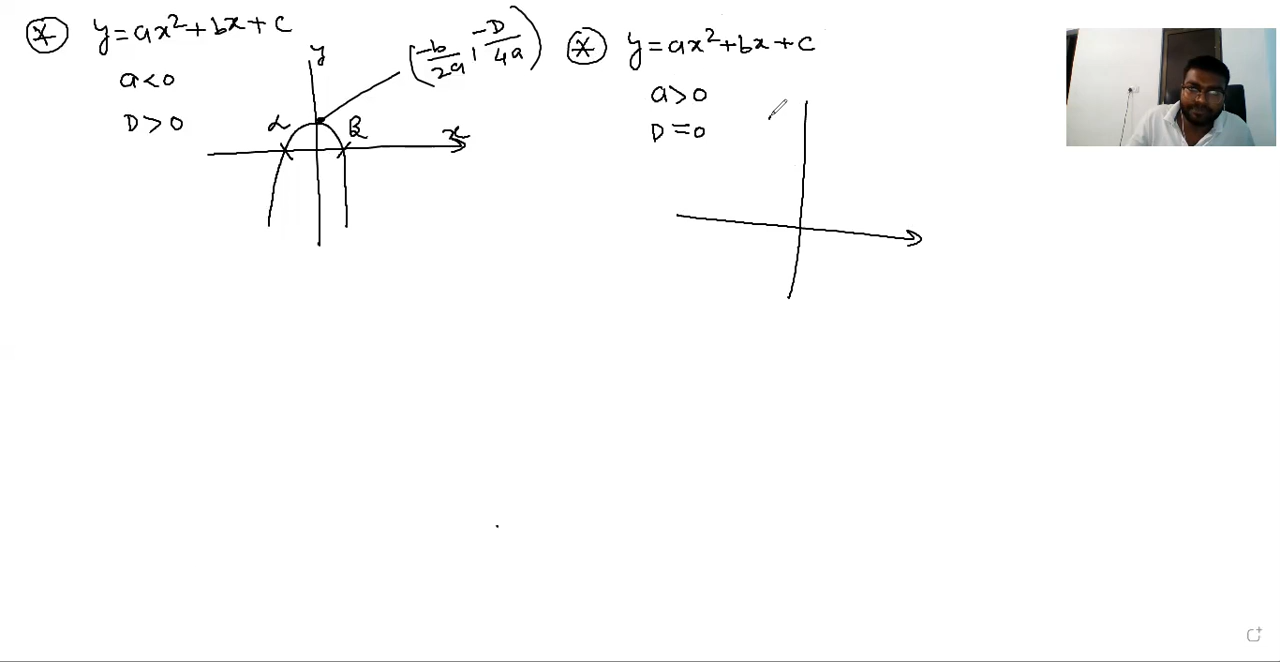 * y=ax²+bx+c
a<0
D>0
y
(-b/2a, -D/4a)
α β
x
* y=ax²+bx+c
a>0
D=0